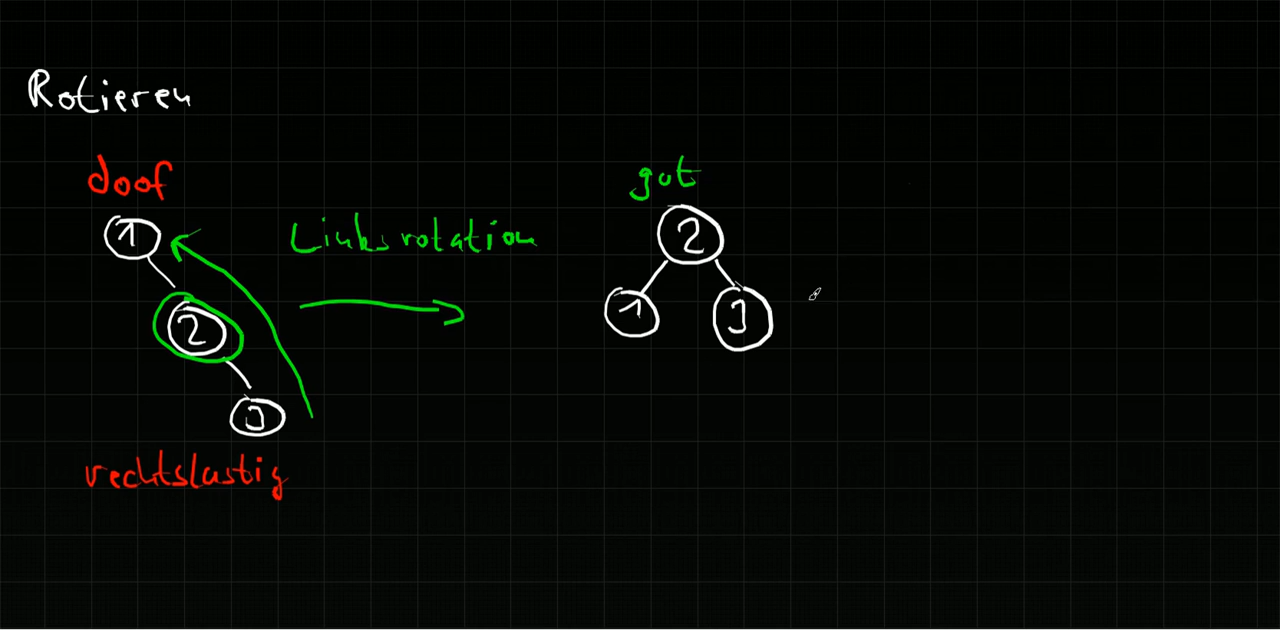 Rotieren
doof
gut
Linksrotation
1
2
2
1
3
3
rechtslastig